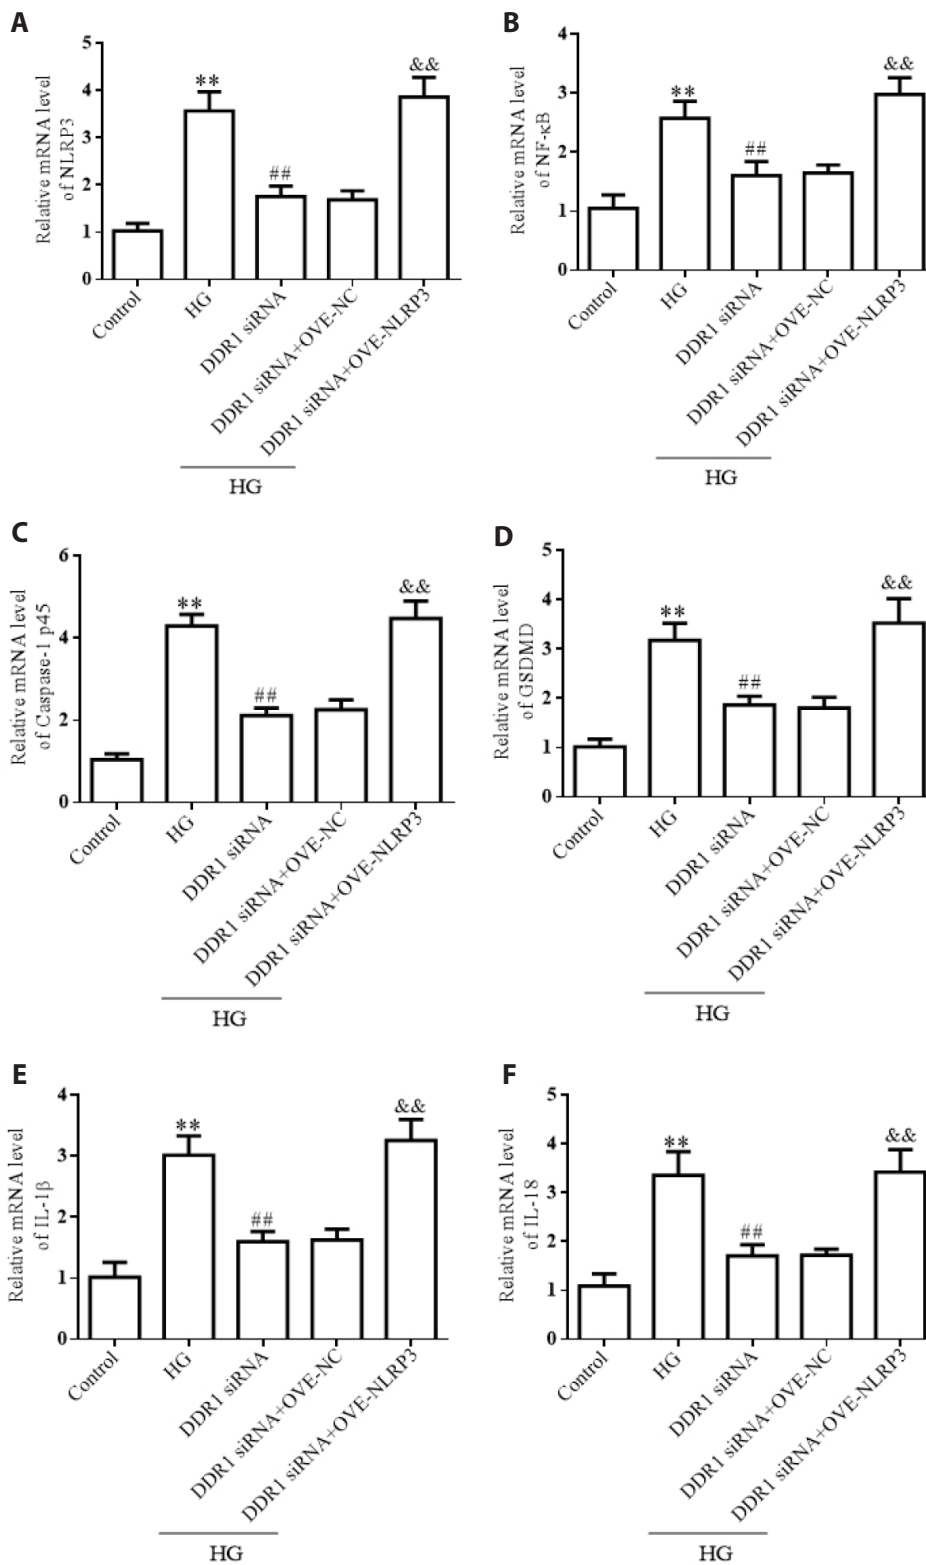 A
Relative mRNA level
of NLRP3
5
4
3
2
1
0
**
##
&&
Control
HG
DDR1 siRNA
DDR1 siRNA+OVE-NC
DDR1 siRNA+OVE-NLRP3
HG
B
Relative mRNA level
of NF-κB
4
3
2
1
0
**
##
&&
Control
HG
DDR1 siRNA
DDR1 siRNA+OVE-NC
DDR1 siRNA+OVE-NLRP3
HG
C
Relative mRNA level
of Caspase-1 p45
6
4
2
0
**
##
&&
Control
HG
DDR1 siRNA
DDR1 siRNA+OVE-NC
DDR1 siRNA+OVE-NLRP3
HG
D
Relative mRNA level
of GSDMD
5
4
3
2
1
0
**
##
&&
Control
HG
DDR1 siRNA
DDR1 siRNA+OVE-NC
DDR1 siRNA+OVE-NLRP3
HG
E
Relative mRNA level
of IL-1β
4
3
2
1
0
**
##
&&
Control
HG
DDR1 siRNA
DDR1 siRNA+OVE-NC
DDR1 siRNA+OVE-NLRP3
HG
F
Relative mRNA level
of IL-18
5
4
3
2
1
0
**
##
&&
Control
HG
DDR1 siRNA
DDR1 siRNA+OVE-NC
DDR1 siRNA+OVE-NLRP3
HG